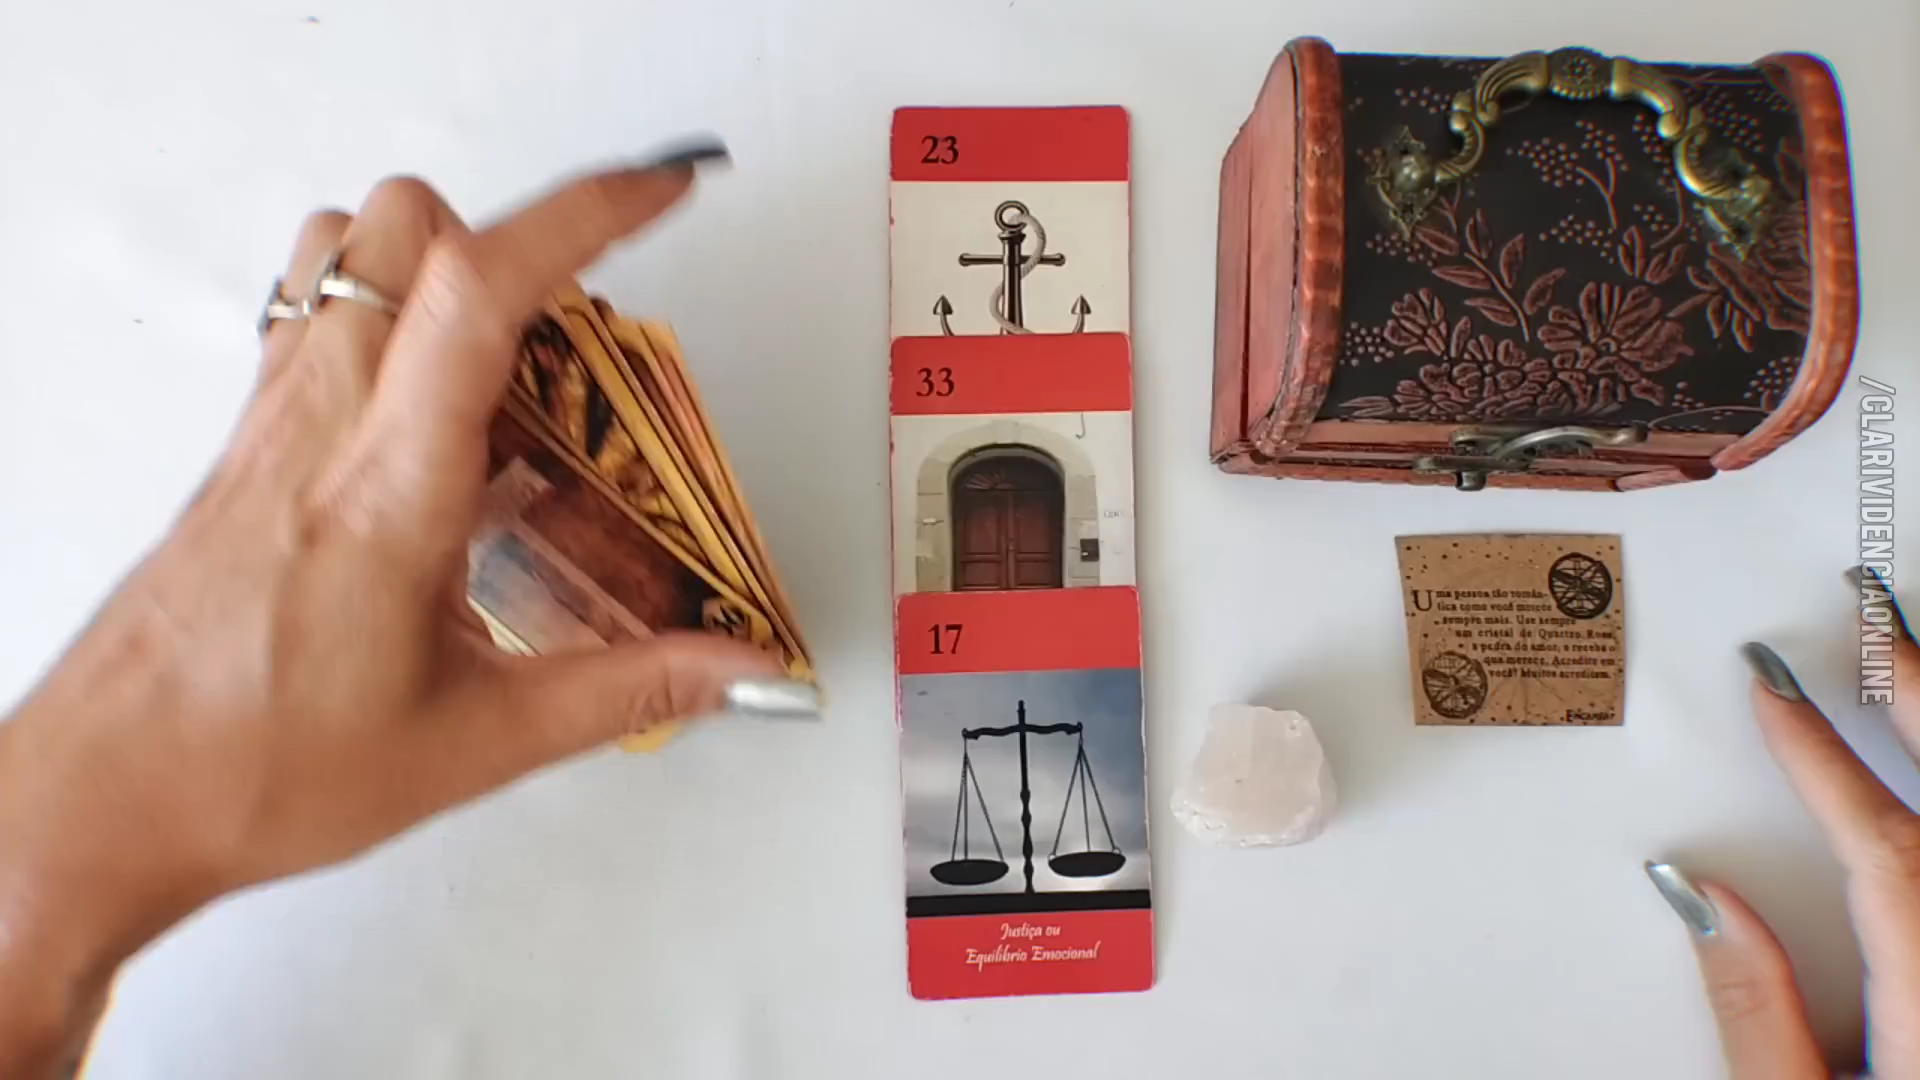 23
33
17
Justiça ou
Equilibrio Emocional
Uma pessoa tão român-
tica como você merece
sempre mais. Use sempre
um cristal de Quartzo Rosa,
a pedra do amor, e receba o
que merece. Acredite em
você! Muitos acreditam.
/CLARIVIDENCIAONLINE